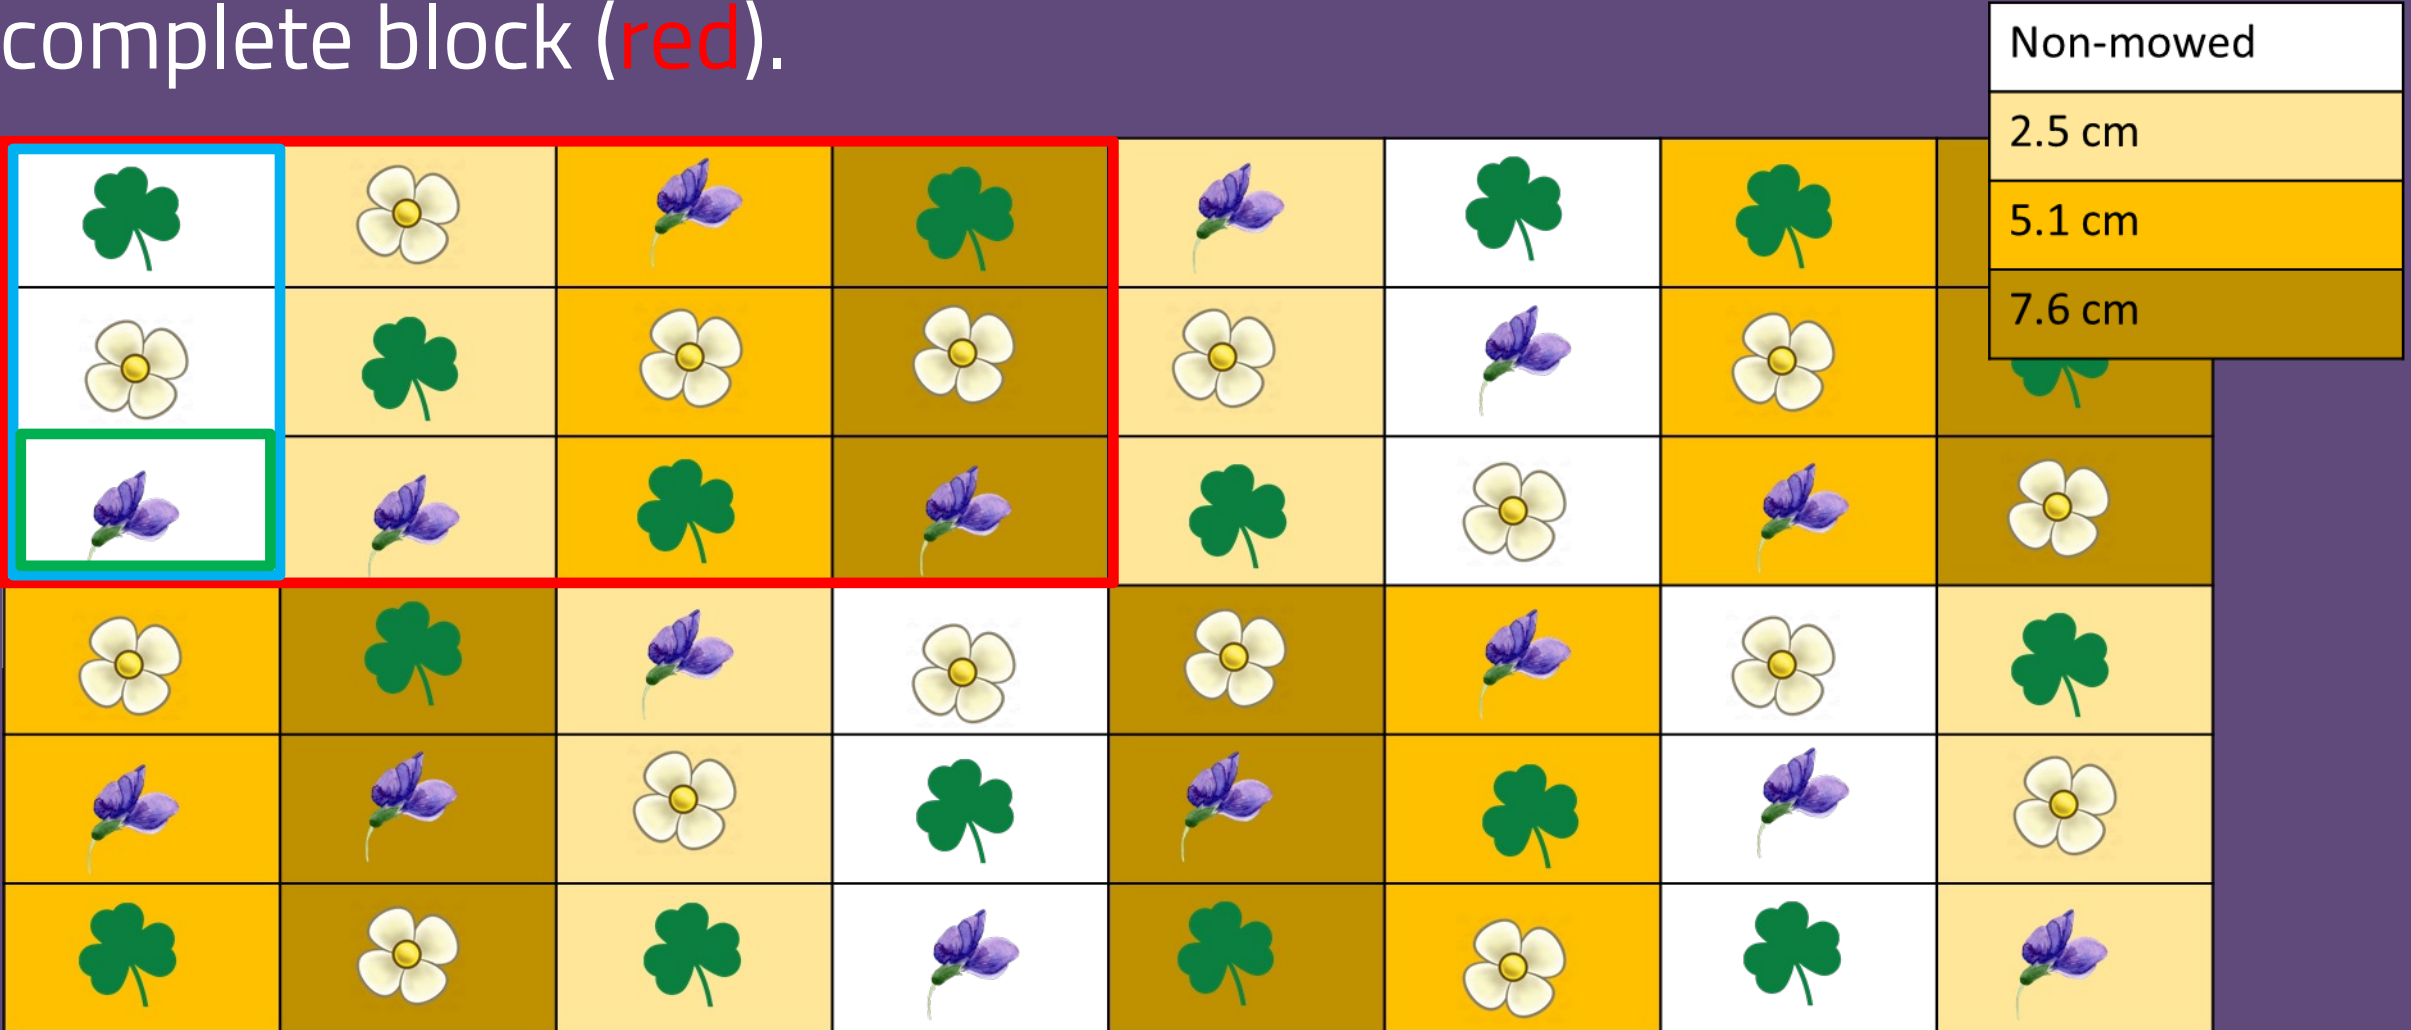 complete block (red).
Non-mowed
2.5 cm
5.1 cm
7.6 cm